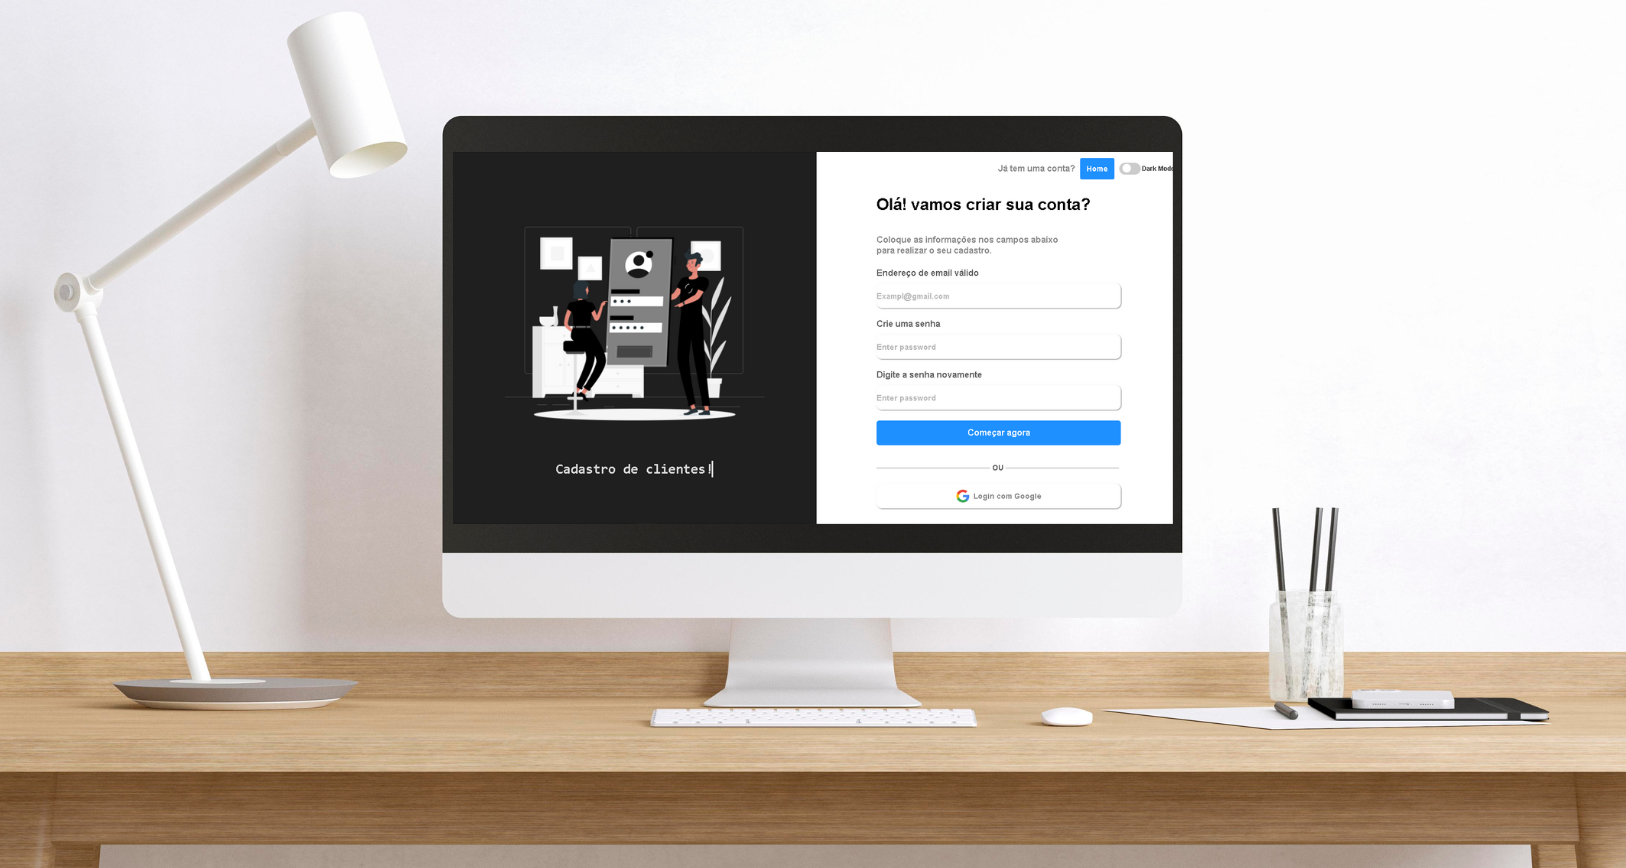 Já tem uma conta?
Home
Dark Mode
Olá! vamos criar sua conta?
Coloque as informações nos campos abaixo
para realizar o seu cadastro.
Endereço de email válido
Exampl@gmail.com
Crie uma senha
Enter password
Digite a senha novamente
Enter password
Começar agora
OU
Login com Google
Cadastro de clientes!